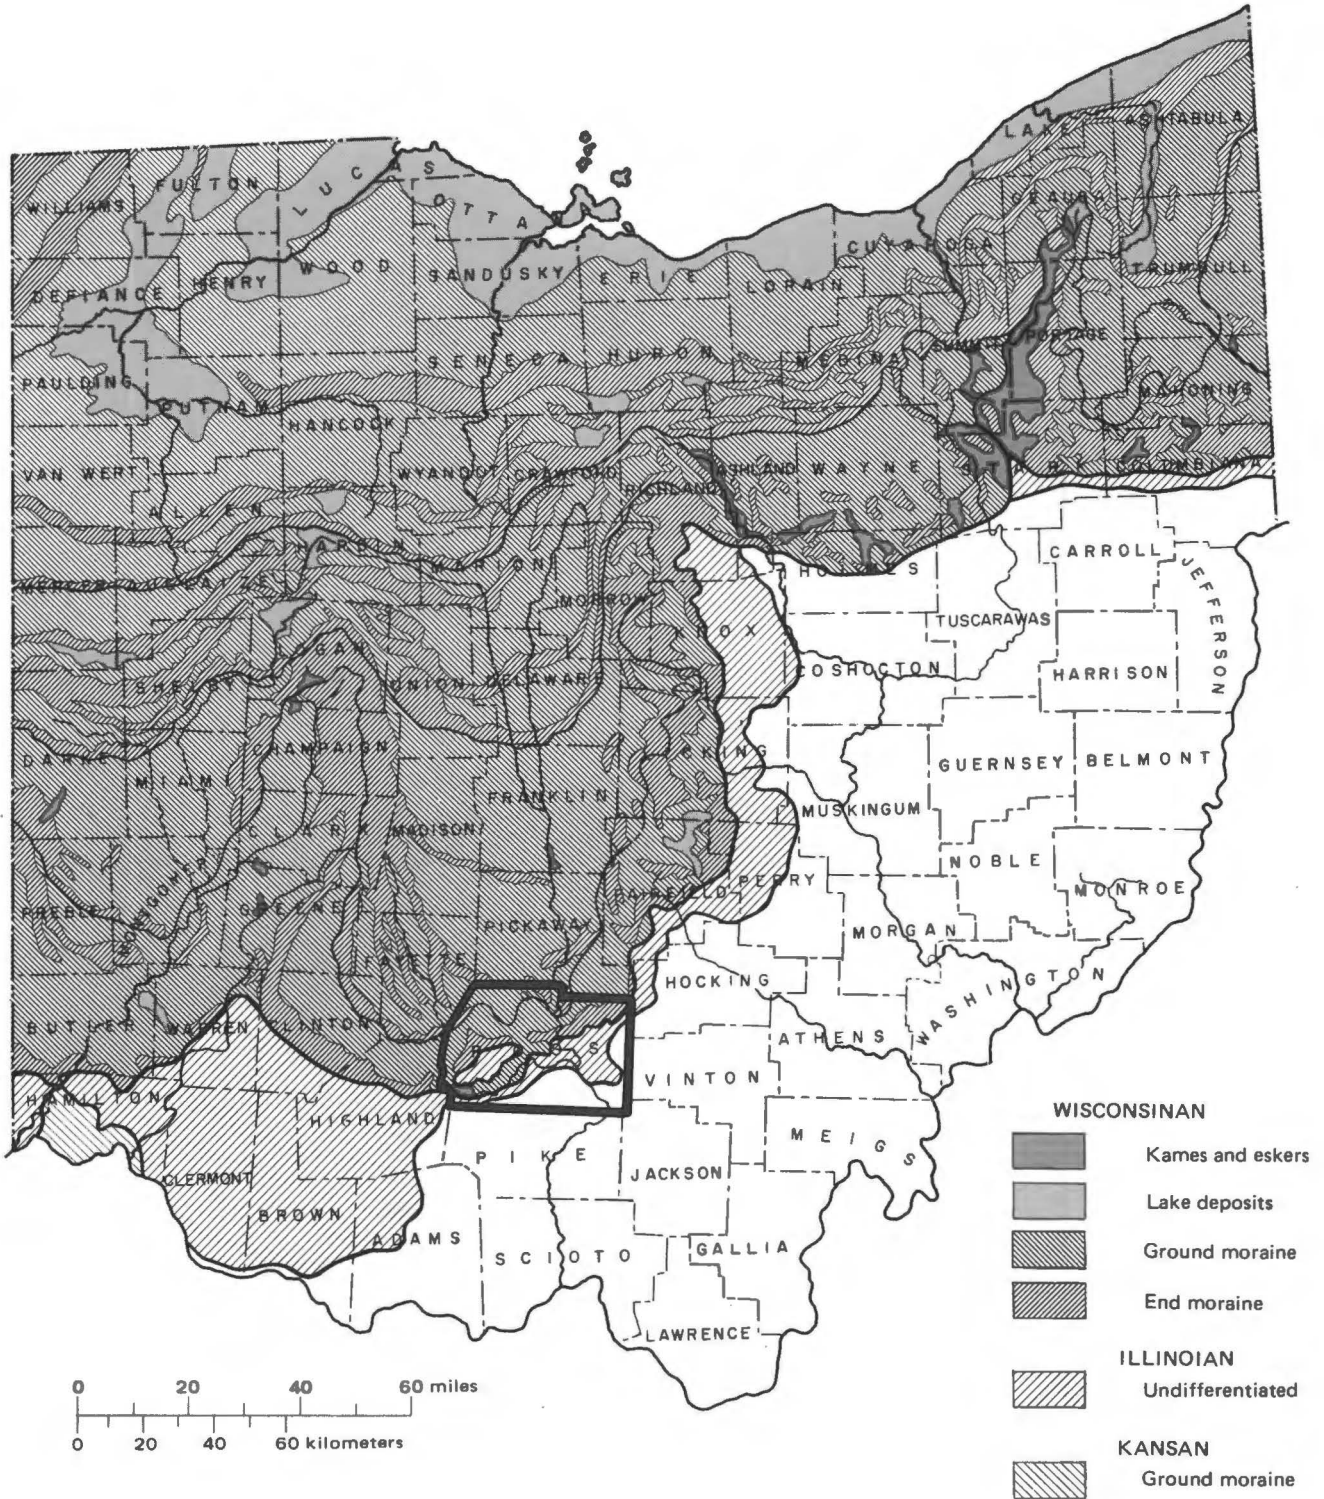 LAKE
ASHTABULA
FULTON
LUCAS
OTTAWA
WILLIAMS
GEAUGA
CUYAHOGA
HENRY
WOOD
SANDUSKY
ERIE
LORAIN
TRUMBULL
DEFIANCE
SENECA
HURON
MEDINA
SUMMIT
PORTAGE
PAULDING
PUTNAM
HANCOCK
MAHONING
VAN WERT
WYANDOT
CRAWFORD
RICHLAND
ASHLAND
WAYNE
STARK
COLUMBIANA
ALLEN
HARDIN
MARION
HOLMES
CARROLL
JEFFERSON
MERCER
AUGLAIZE
MORROW
KNOX
TUSCARAWAS
LOGAN
COSHOCTON
HARRISON
SHELBY
UNION
DELAWARE
DARKE
MIAMI
CHAMPAIGN
LICKING
GUERNSEY
BELMONT
FRANKLIN
MUSKINGUM
CLARK
MADISON
MONTGOMERY
NOBLE
PREBLE
GREENE
PICKAWAY
FAIRFIELD
PERRY
MONROE
MORGAN
FAYETTE
HOCKING
WASHINGTON
BUTLER
WARREN
CLINTON
ATHENS
HAMILTON
HIGHLAND
VINTON
MEIGS
PIKE
CLERMONT
JACKSON
BROWN
ADAMS
SCIOTO
GALLIA
LAWRENCE
WISCONSINAN
Kames and eskers
Lake deposits
Ground moraine
End moraine
ILLINOIAN
Undifferentiated
KANSAN
Ground moraine
0 20 40 60 miles
0 20 40 60 kilometers